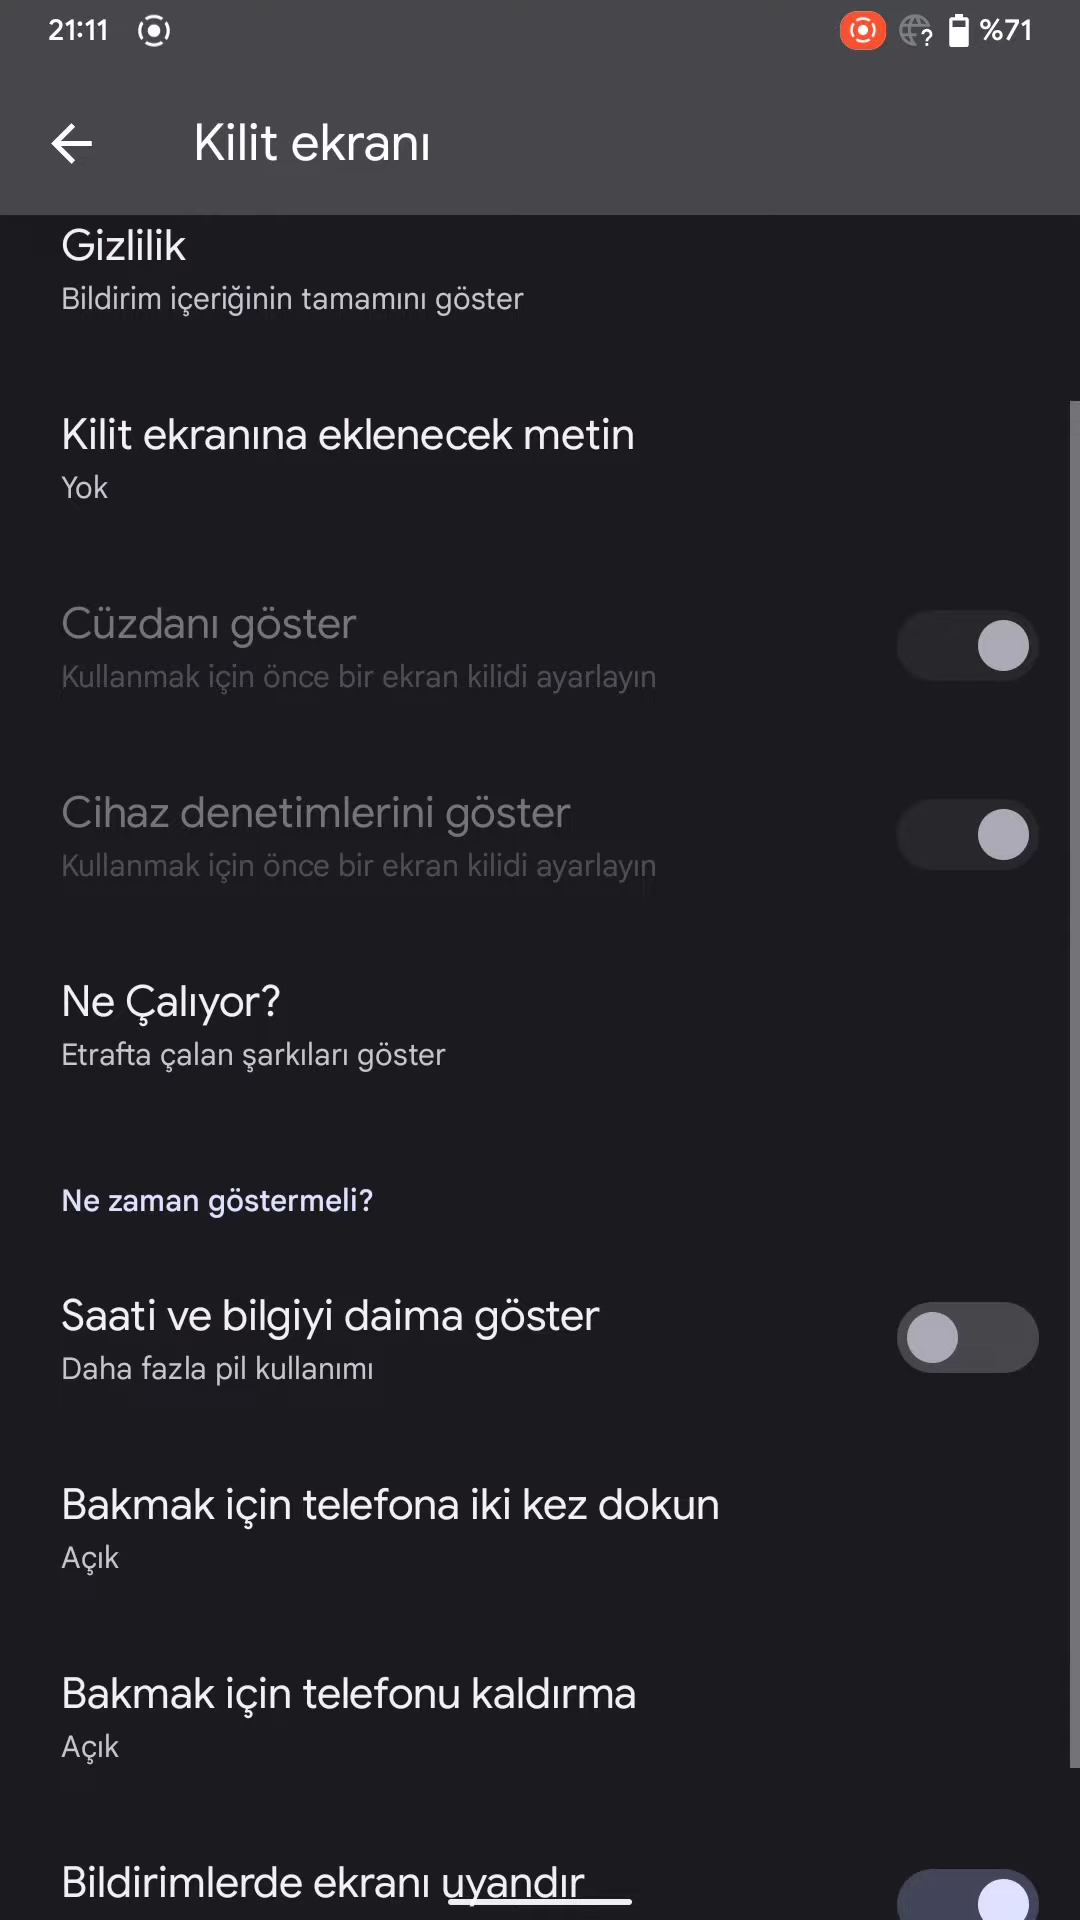 21:11
%71
Kilit ekranı
Gizlilik
Bildirim içeriğinin tamamını göster
Kilit ekranına eklenecek metin
Yok
Cüzdanı göster
Kullanmak için önce bir ekran kilidi ayarlayın
Cihaz denetimlerini göster
Kullanmak için önce bir ekran kilidi ayarlayın
Ne Çalıyor?
Etrafta çalan şarkıları göster
Ne zaman göstermeli?
Saati ve bilgiyi daima göster
Daha fazla pil kullanımı
Bakmak için telefona iki kez dokun
Açık
Bakmak için telefonu kaldırma
Açık
Bildirimlerde ekranı uyandır